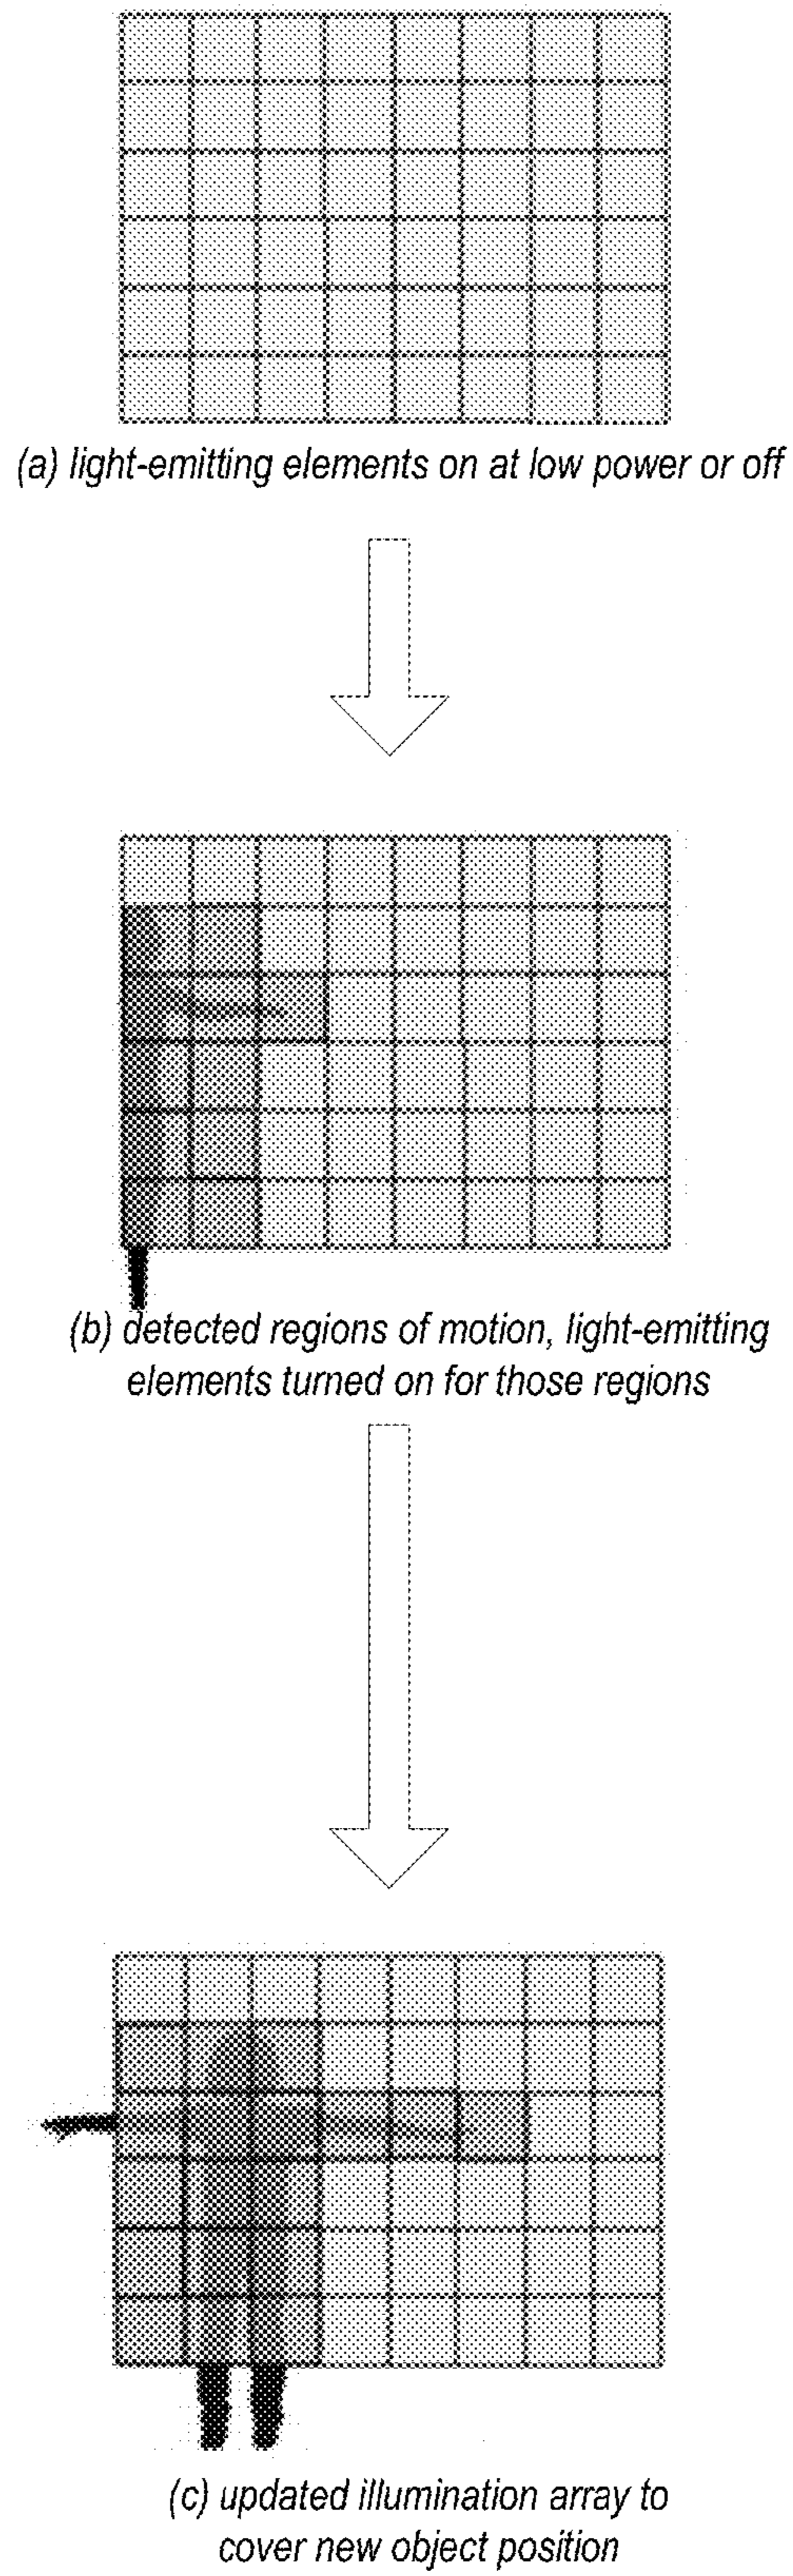 (a) light-emitting elements on at low power or off
(b) detected regions of motion, light-emitting
elements turned on for those regions
(c) updated illumination array to
cover new object position